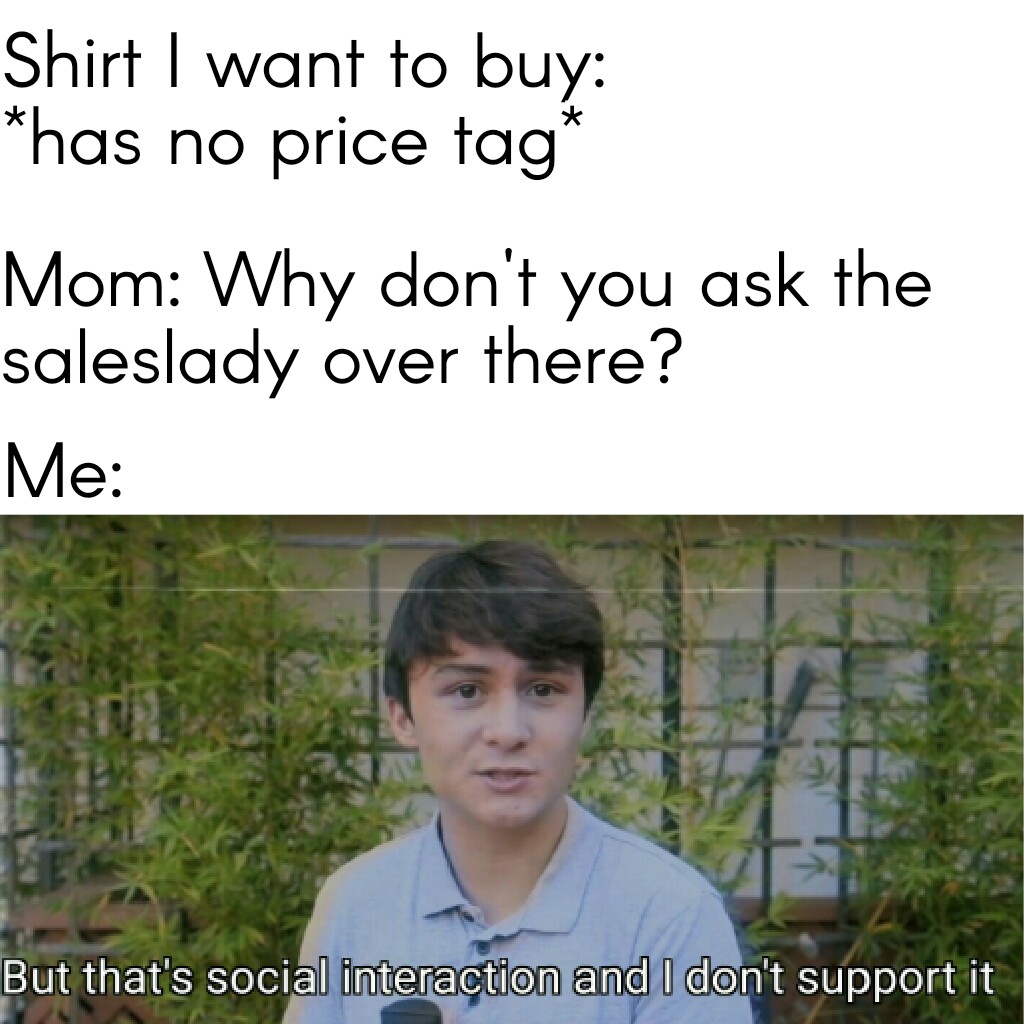 Shirt I want to buy:
*has no price tag*
Mom: Why don't you ask the
saleslady over there?
Me:
But that's social interaction and I don't support it